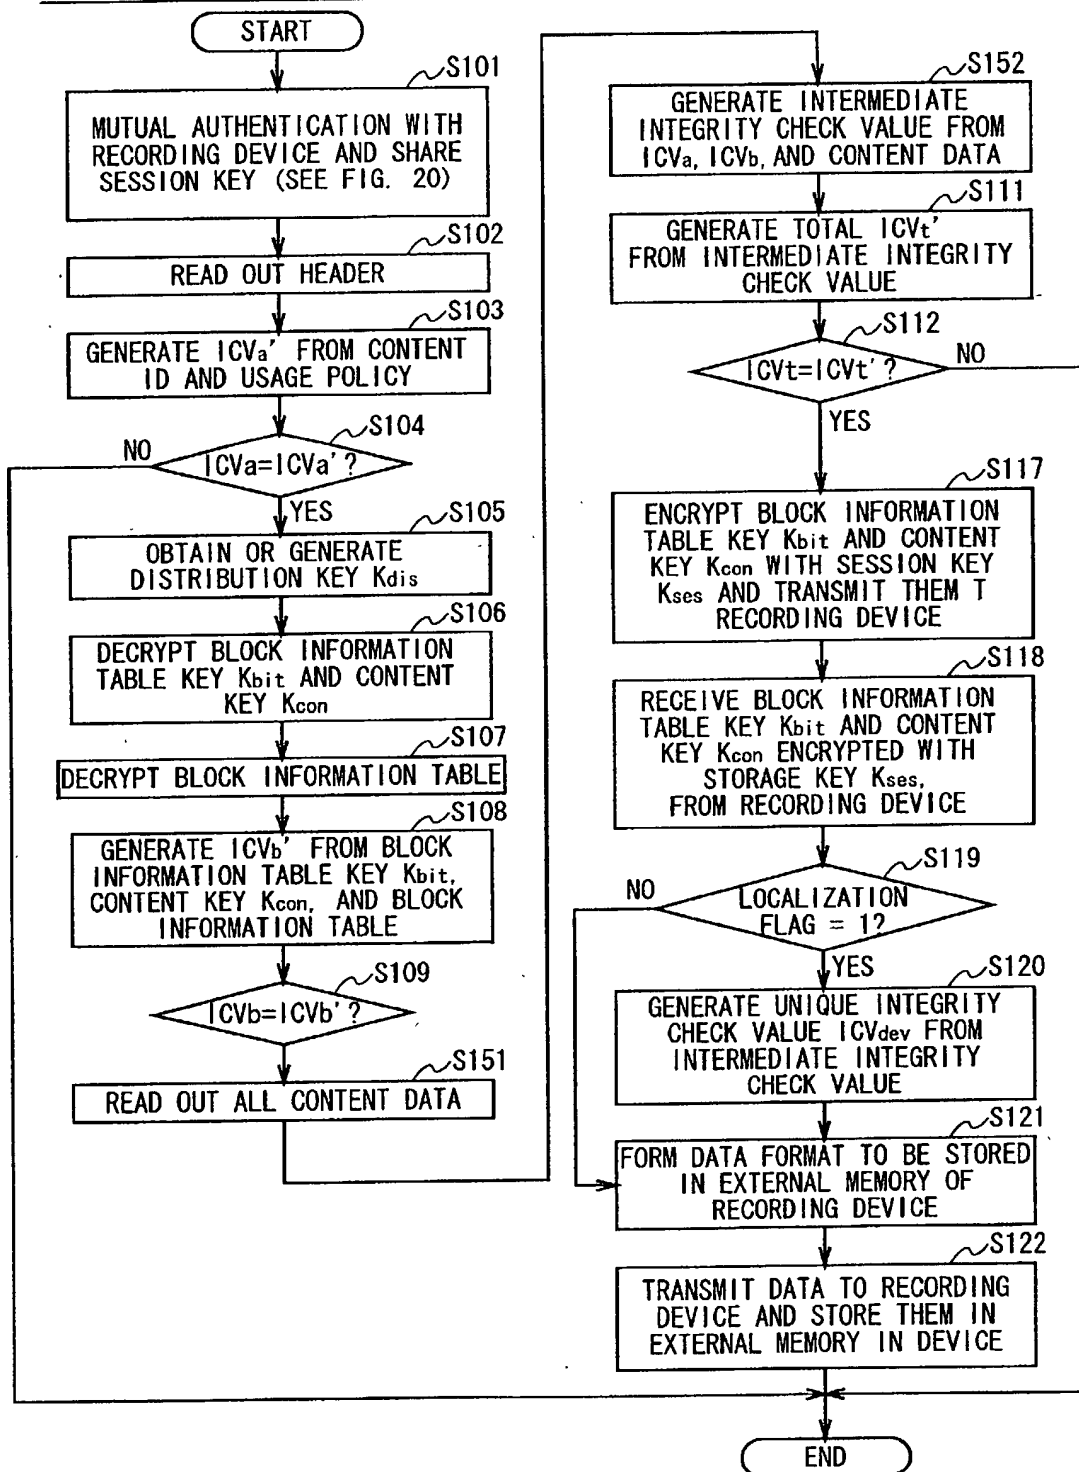 START
S101
MUTUAL AUTHENTICATION WITH
RECORDING DEVICE AND SHARE
SESSION KEY (SEE FIG. 20)
S102
READ OUT HEADER
S103
GENERATE ICVa' FROM CONTENT
ID AND USAGE POLICY
S104
NO
ICVa=ICVa'?
YES
S105
OBTAIN OR GENERATE
DISTRIBUTION KEY Kdis
S106
DECRYPT BLOCK INFORMATION
TABLE KEY Kbit AND CONTENT
KEY Kcon
S107
DECRYPT BLOCK INFORMATION TABLE
S108
GENERATE ICVb' FROM BLOCK
INFORMATION TABLE KEY Kbit,
CONTENT KEY Kcon, AND BLOCK
INFORMATION TABLE
S109
ICVb=ICVb'?
S151
READ OUT ALL CONTENT DATA
S152
GENERATE INTERMEDIATE
INTEGRITY CHECK VALUE FROM
ICVa, ICVb, AND CONTENT DATA
S111
GENERATE TOTAL ICVt'
FROM INTERMEDIATE INTEGRITY
CHECK VALUE
S112
ICVt=ICVt'?
NO
YES
S117
ENCRYPT BLOCK INFORMATION
TABLE KEY Kbit AND CONTENT
KEY Kcon WITH SESSION KEY
Kses AND TRANSMIT THEM T
RECORDING DEVICE
S118
RECEIVE BLOCK INFORMATION
TABLE KEY Kbit AND CONTENT
KEY Kcon ENCRYPTED WITH
STORAGE KEY Kses,
FROM RECORDING DEVICE
S119
NO
LOCALIZATION
FLAG = 1?
YES
S120
GENERATE UNIQUE INTEGRITY
CHECK VALUE ICVdev FROM
INTERMEDIATE INTEGRITY
CHECK VALUE
S121
FORM DATA FORMAT TO BE STORED
IN EXTERNAL MEMORY OF
RECORDING DEVICE
S122
TRANSMIT DATA TO RECORDING
DEVICE AND STORE THEM IN
EXTERNAL MEMORY IN DEVICE
END